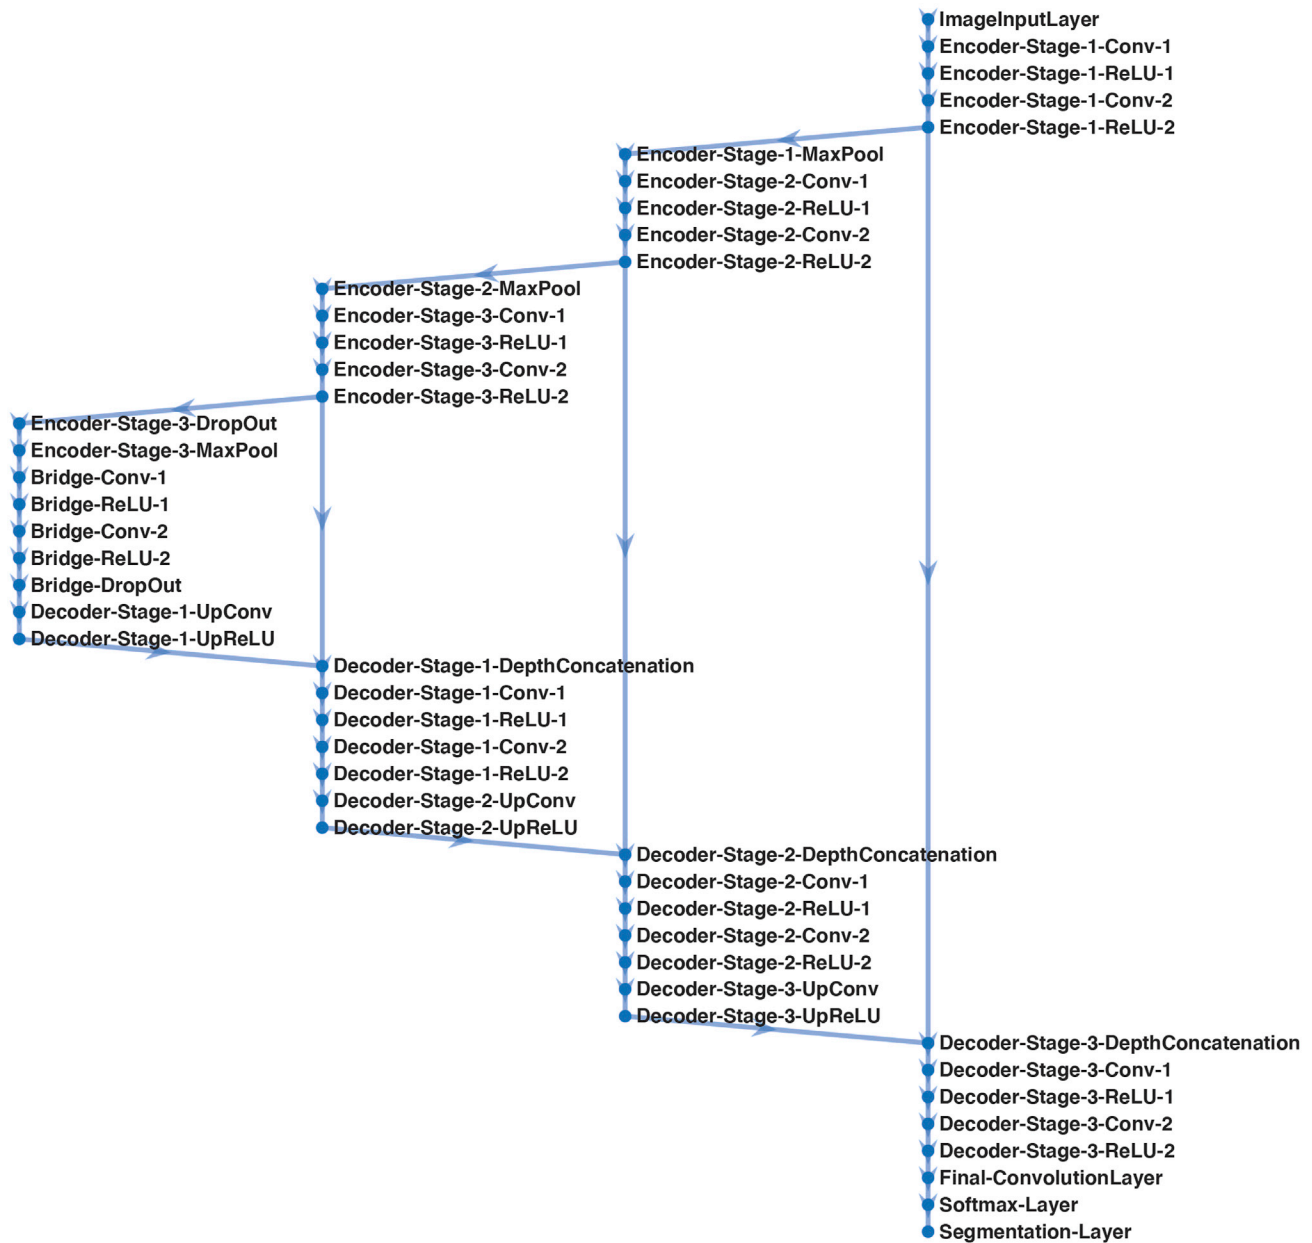 ImageInputLayer
Encoder-Stage-1-Conv-1
Encoder-Stage-1-ReLU-1
Encoder-Stage-1-Conv-2
Encoder-Stage-1-ReLU-2
Encoder-Stage-1-MaxPool
Encoder-Stage-2-Conv-1
Encoder-Stage-2-ReLU-1
Encoder-Stage-2-Conv-2
Encoder-Stage-2-ReLU-2
Encoder-Stage-2-MaxPool
Encoder-Stage-3-Conv-1
Encoder-Stage-3-ReLU-1
Encoder-Stage-3-Conv-2
Encoder-Stage-3-ReLU-2
Encoder-Stage-3-DropOut
Encoder-Stage-3-MaxPool
Bridge-Conv-1
Bridge-ReLU-1
Bridge-Conv-2
Bridge-ReLU-2
Bridge-DropOut
Decoder-Stage-1-UpConv
Decoder-Stage-1-UpReLU
Decoder-Stage-1-DepthConcatenation
Decoder-Stage-1-Conv-1
Decoder-Stage-1-ReLU-1
Decoder-Stage-1-Conv-2
Decoder-Stage-1-ReLU-2
Decoder-Stage-2-UpConv
Decoder-Stage-2-UpReLU
Decoder-Stage-2-DepthConcatenation
Decoder-Stage-2-Conv-1
Decoder-Stage-2-ReLU-1
Decoder-Stage-2-Conv-2
Decoder-Stage-2-ReLU-2
Decoder-Stage-3-UpConv
Decoder-Stage-3-UpReLU
Decoder-Stage-3-DepthConcatenation
Decoder-Stage-3-Conv-1
Decoder-Stage-3-ReLU-1
Decoder-Stage-3-Conv-2
Decoder-Stage-3-ReLU-2
Final-ConvolutionLayer
Softmax-Layer
Segmentation-Layer